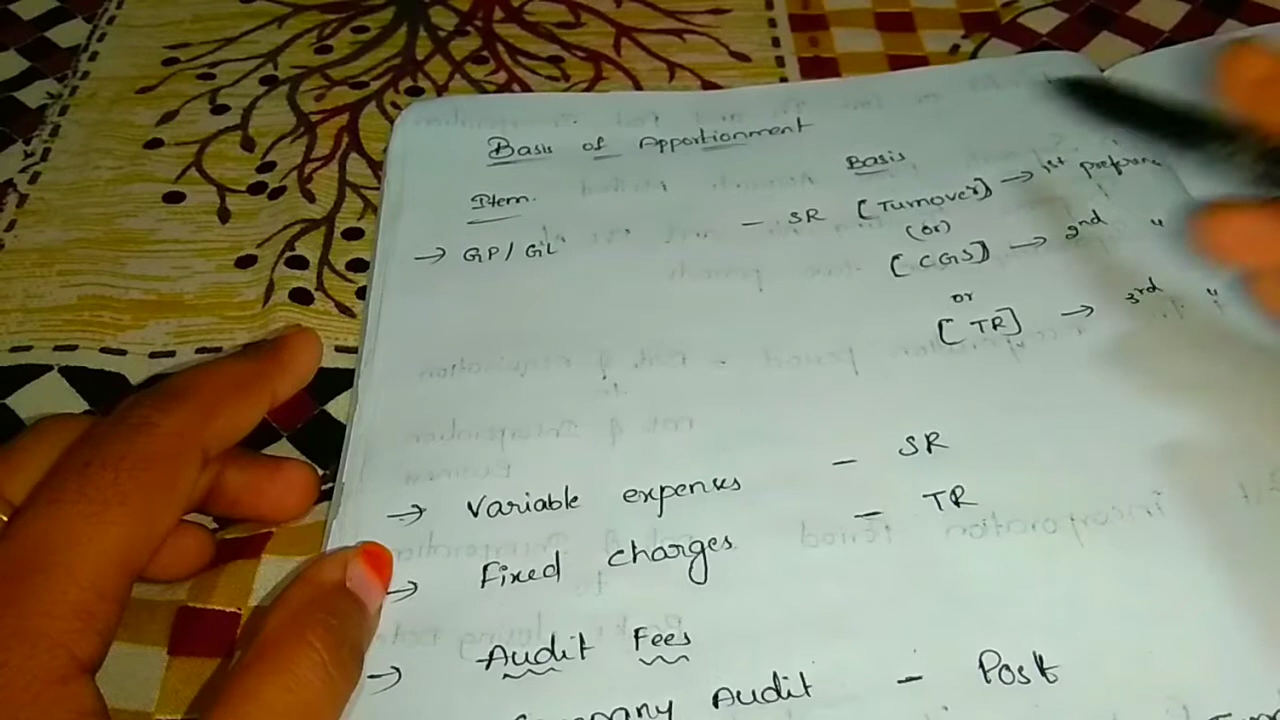 Basis of Apportionment
Item. Basis
→ GP/GL - SR [Turnover] → 1st
(or)
[CGS] → 2nd "
or
[TR] → 3rd "
→ Variable expenses - SR
→ Fixed charges - TR
→ Audit Fees
Company Audit - Post